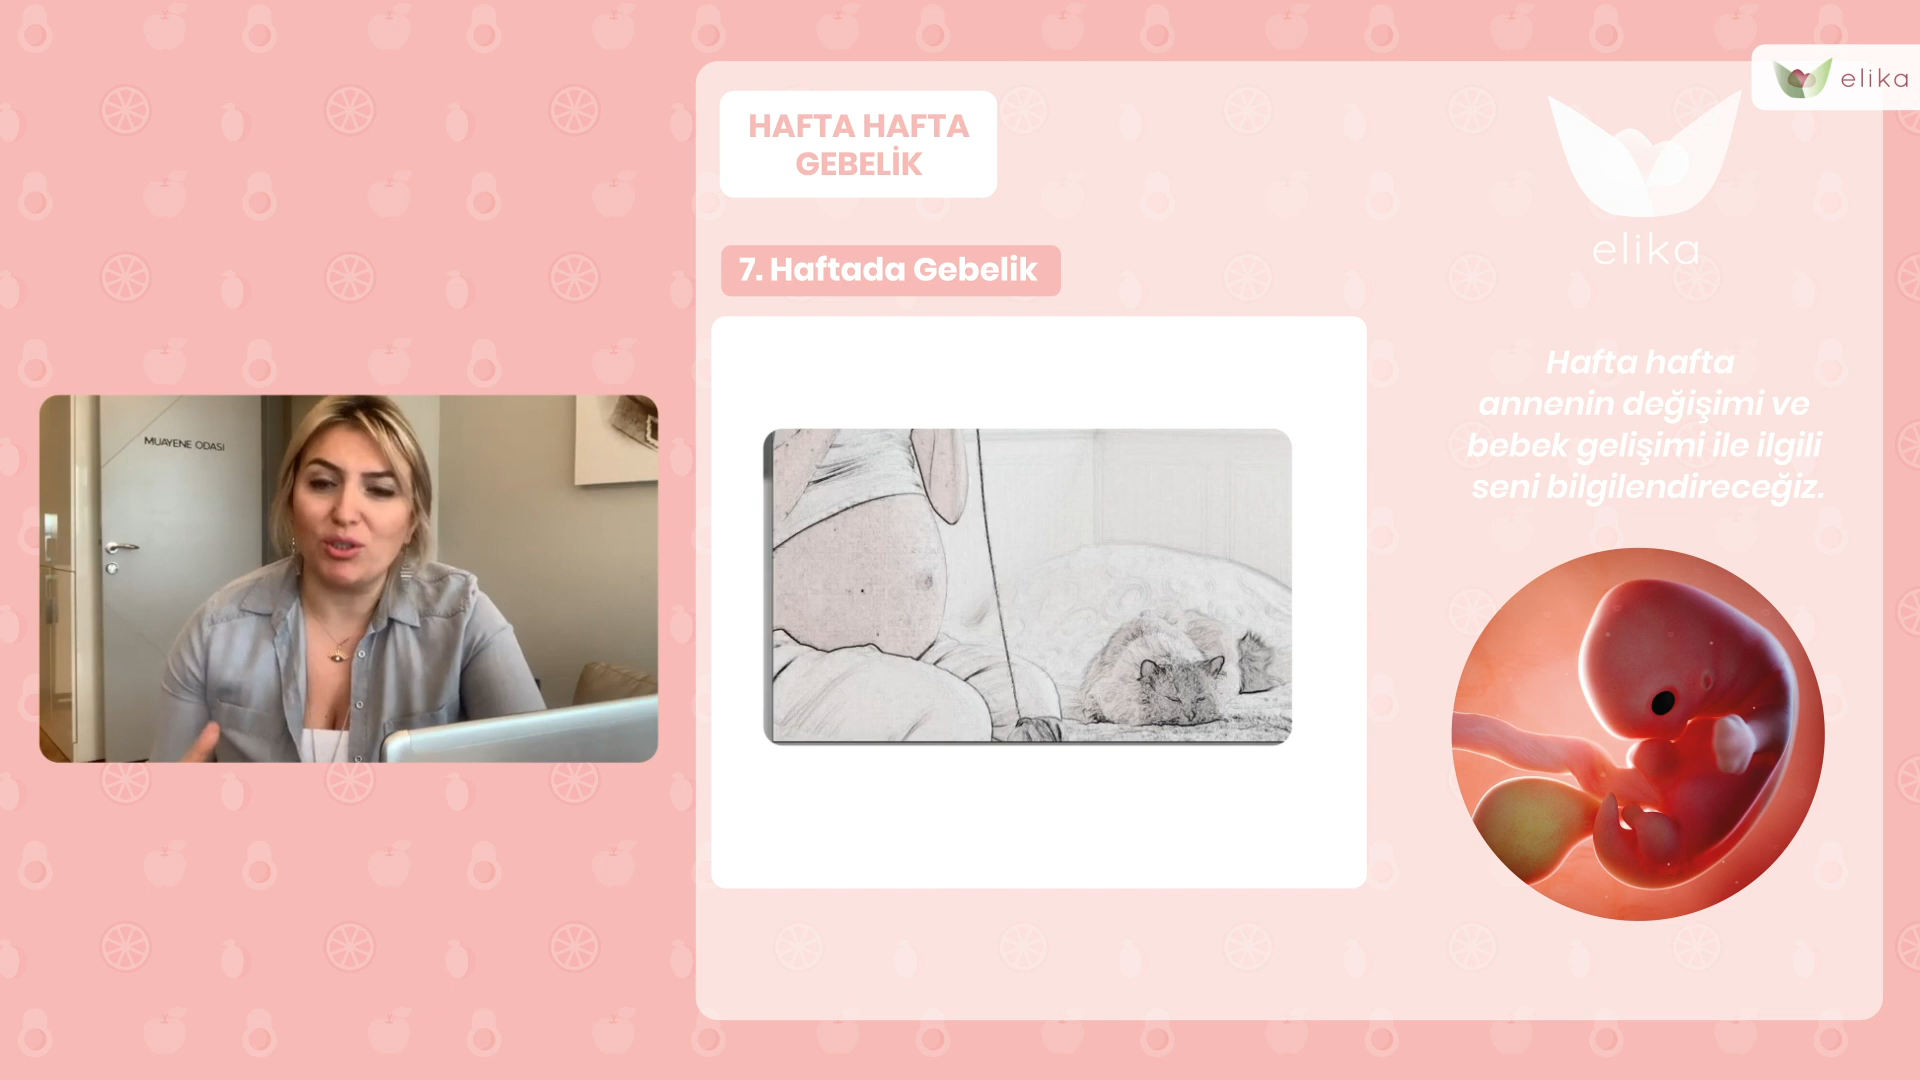 elika
HAFTA HAFTA
GEBELİK
elika
7. Haftada Gebelik
Hafta hafta
annenin değişimi ve
bebek gelişimi ile ilgili
seni bilgilendireceğiz.
MUAYENE ODASI